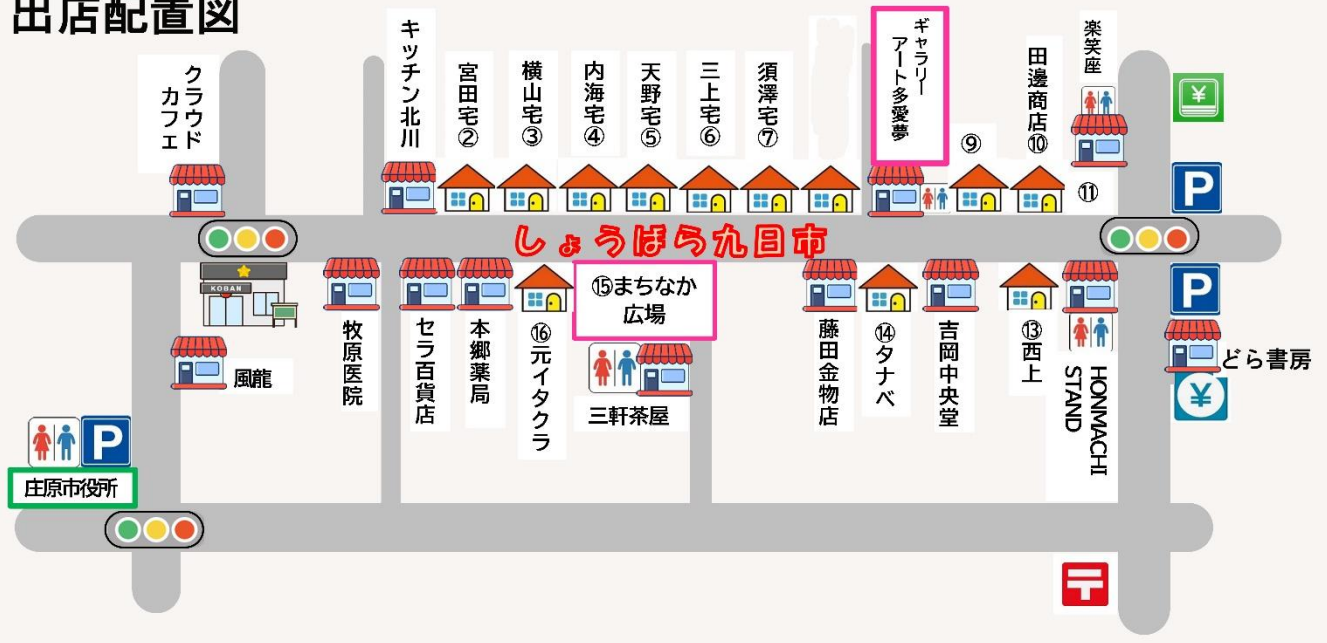 出店配置図
クラウド
カフェ
キッチン北川
宮田宅②
横山宅③
内海宅④
天野宅⑤
三上宅⑥
須澤宅⑦
ギャラリー
アート多愛夢
⑨
田邊商店⑩
楽笑座
⑪
¥
P
しょうばら九日市
KOBAN
牧原医院
セラ百貨店
本郷薬局
⑯元イタクラ
⑮まちなか
広場
三軒茶屋
藤田金物店
⑭タナベ
吉岡中央堂
⑬西上
HONMACHI
STAND
P
どら書房
¥
風龍
P
庄原市役所
〒